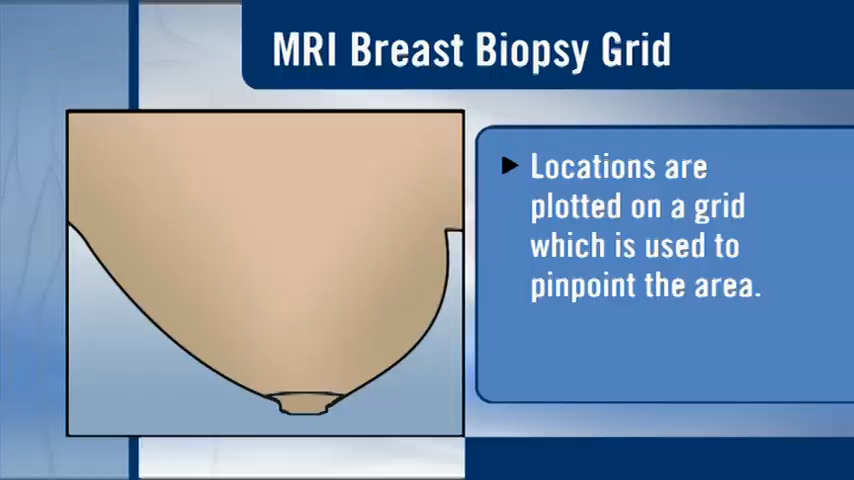 MRI Breast Biopsy Grid
Locations are
plotted on a grid
which is used to
pinpoint the area.